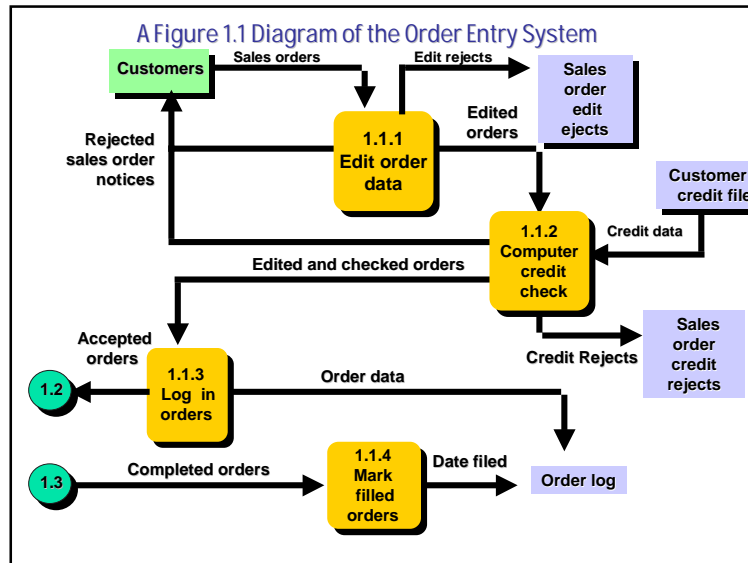 A Figure 1.1 Diagram of the Order Entry System
Customers
Sales orders
Edit rejects
Sales
order
edit
ejects
Rejected
sales order
notices
1.1.1
Edit order
data
Edited
orders
Customer
credit file
1.1.2
Computer
credit
check
Credit data
Edited and checked orders
Accepted
orders
Credit Rejects
Sales
order
credit
rejects
1.2
1.1.3
Log in
orders
Order data
1.3
Completed orders
1.1.4
Mark
filled
orders
Date filed
Order log